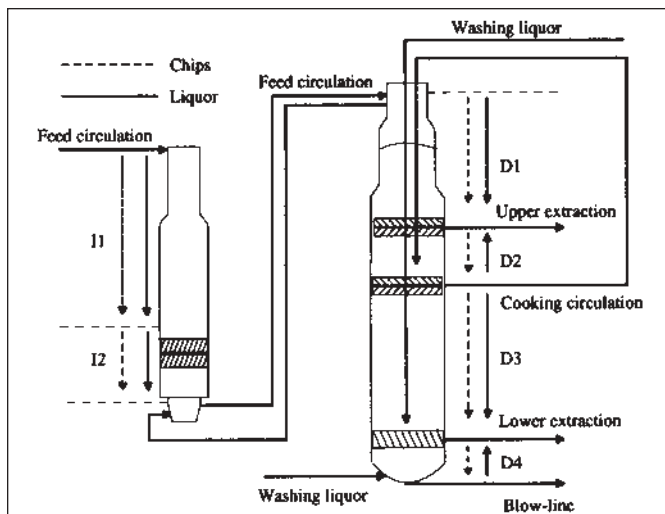 Washing liquor
Chips
Liquor
Feed circulation
Feed circulation
I1
I2
D1
Upper extraction
D2
Cooking circulation
D3
Lower extraction
D4
Washing liquor
Blow-line